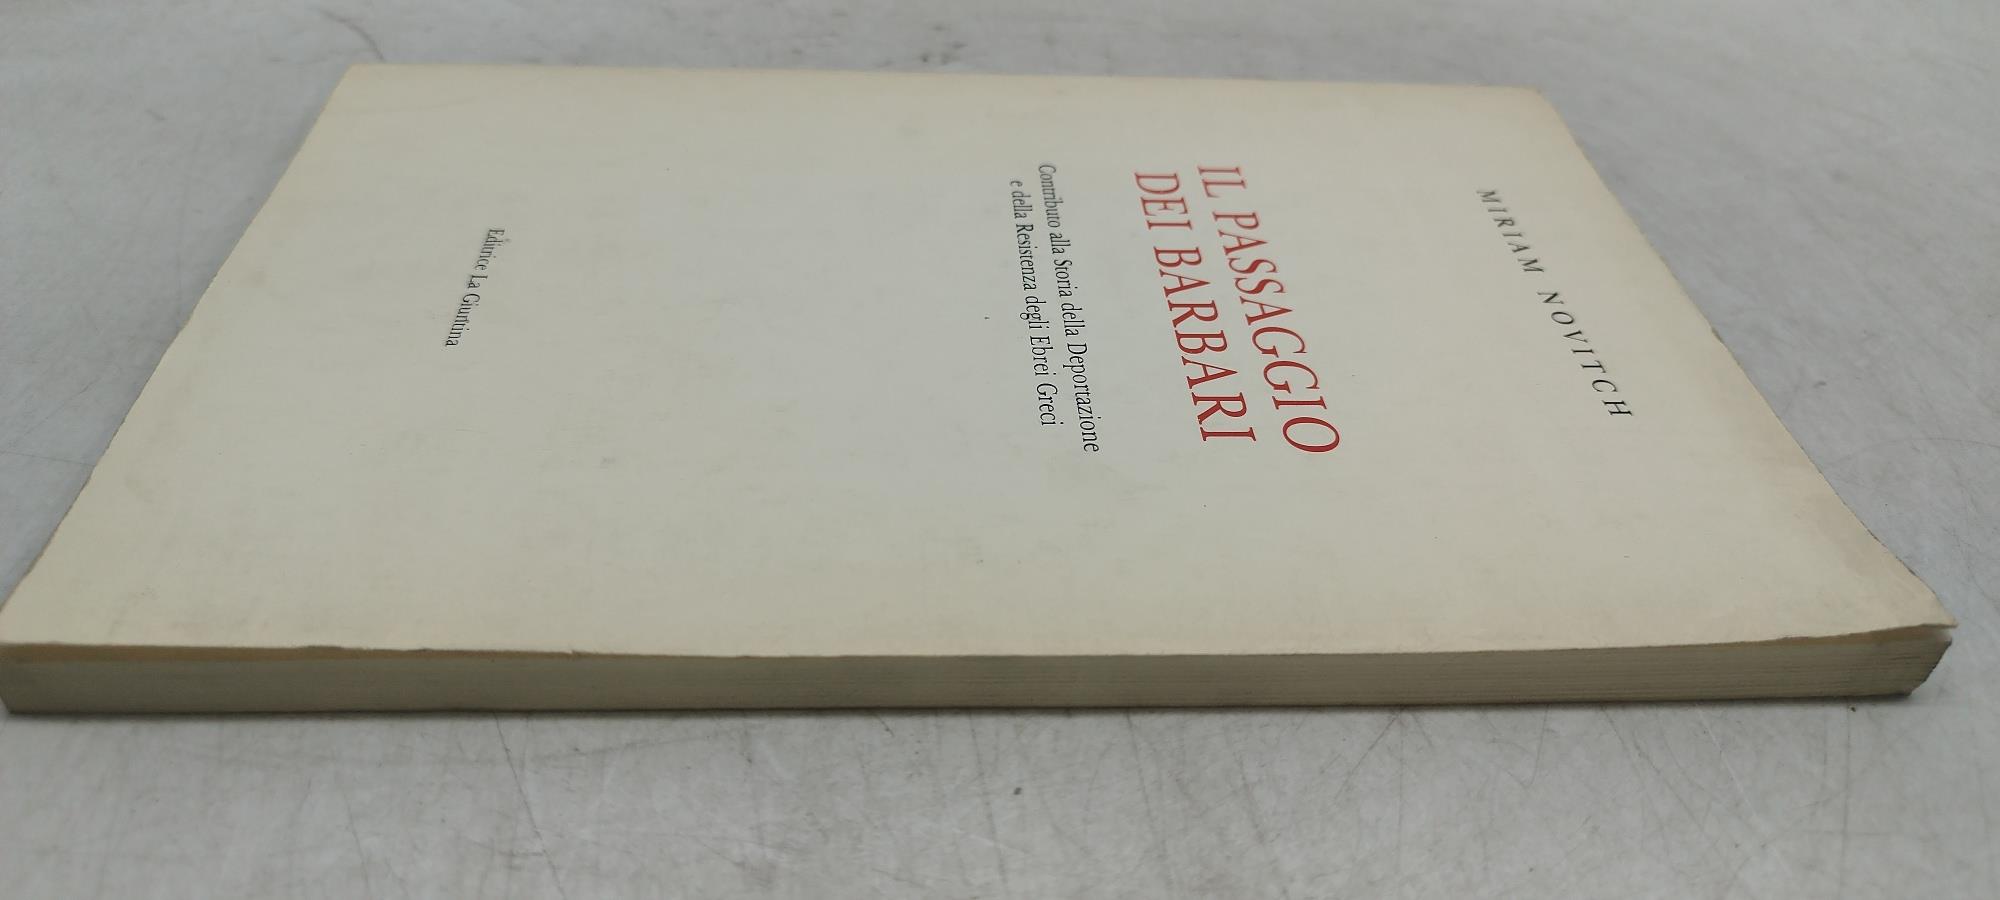 MIRIAM NOVITCH
IL PASSAGGIO
DEI BARBARI
Contributo alla Storia della Deportazione
e della Resistenza degli Ebrei Greci
Editrice La Giuntina